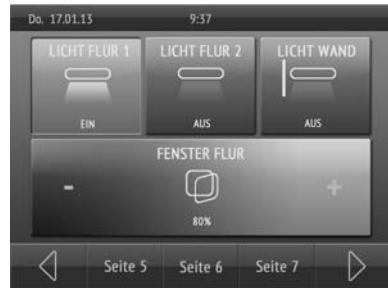 Do. 17.01.13 9:37
LICHT FLUR 1 LICHT FLUR 2 LICHT WAND
EIN AUS AUS
FENSTER FLUR
- +
80%
Seite 5 Seite 6 Seite 7